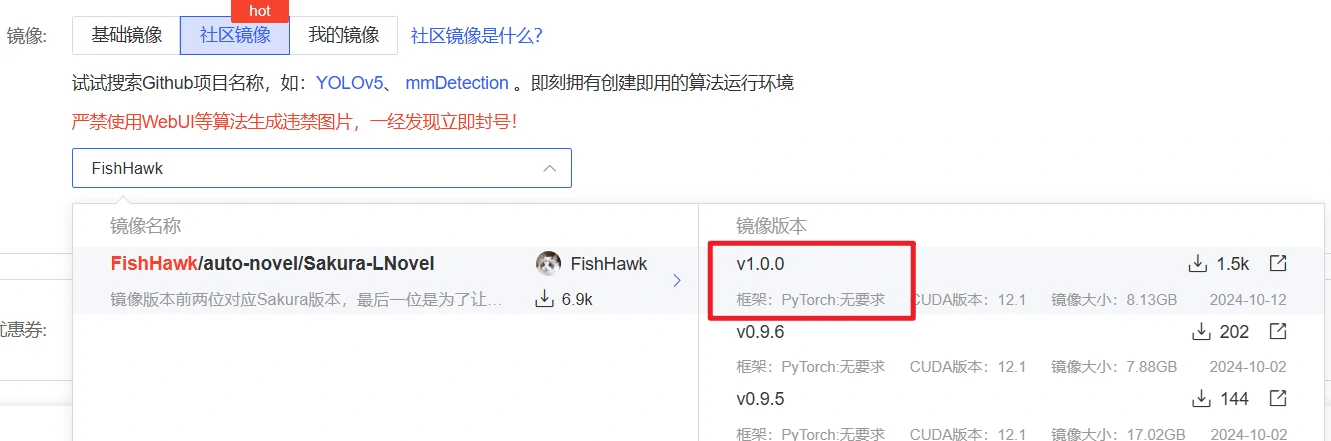 hot
镜像: 基础镜像 社区镜像 我的镜像 社区镜像是什么?
试试搜索Github项目名称，如：YOLOv5、 mmDetection 。即刻拥有创建即用的算法运行环境
严禁使用WebUI等算法生成违禁图片，一经发现立即封号！
FishHawk
镜像名称 镜像版本
FishHawk/auto-novel/Sakura-LNovel FishHawk v1.0.0 1.5k
镜像版本前两位对应Sakura版本，最后一位是为了让... 6.9k 框架：PyTorch:无要求 CUDA版本：12.1 镜像大小：8.13GB 2024-10-12
优惠券: v0.9.6 202
框架：PyTorch:无要求 CUDA版本：12.1 镜像大小：7.88GB 2024-10-02
v0.9.5 144
框架：PyTorch:无要求 CUDA版本：12.1 镜像大小：17.02GB 2024-10-02